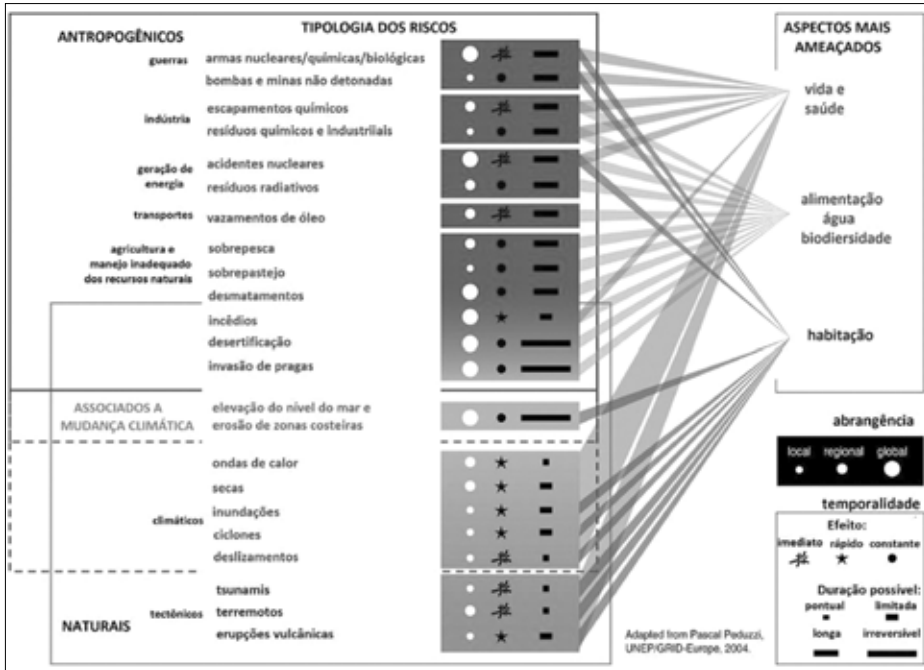 TIPOLOGIA DOS RISCOS
ANTROPOGÊNICOS
guerras
armas nucleares/químicas/biológicas
bombas e minas não detonadas
indústria
escapamentos químicos
resíduos químicos e industriiais
geração de
energia
acidentes nucleares
resíduos radiativos
transportes
vazamentos de óleo
agricultura e
manejo inadequado
dos recursos naturais
sobrepesca
sobrepastejo
desmatamentos
incêdios
desertificação
invasão de pragas
ASSOCIADOS A
MUDANÇA CLIMÁTICA
elevação do nível do mar e
erosão de zonas costeiras
climáticos
ondas de calor
secas
inundações
ciclones
deslizamentos
tectônicos
tsunamis
terremotos
erupções vulcânicas
NATURAIS
ASPECTOS MAIS
AMEAÇADOS
vida e
saúde
alimentação
água
biodiersidade
habitação
abrangência
local regional global
temporalidade
Efeito:
imediato rápido constante
Duração possível:
pontual limitada
longa irreversível
Adapted from Pascal Peduzzi,
UNEP/GRID-Europe, 2004.